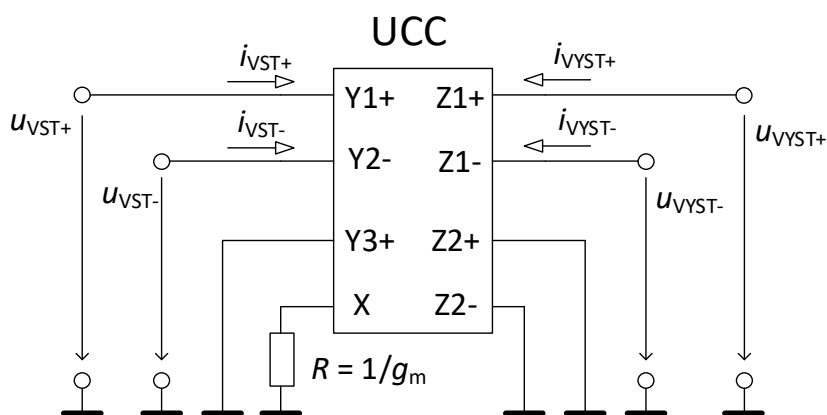 UCC
iVST+
iVYST+
Y1+ Z1+
uVST+
iVST-
iVYST-
uVYST+
Y2- Z1-
uVST-
uVYST-
Y3+ Z2+
X Z2-
R = 1/gm